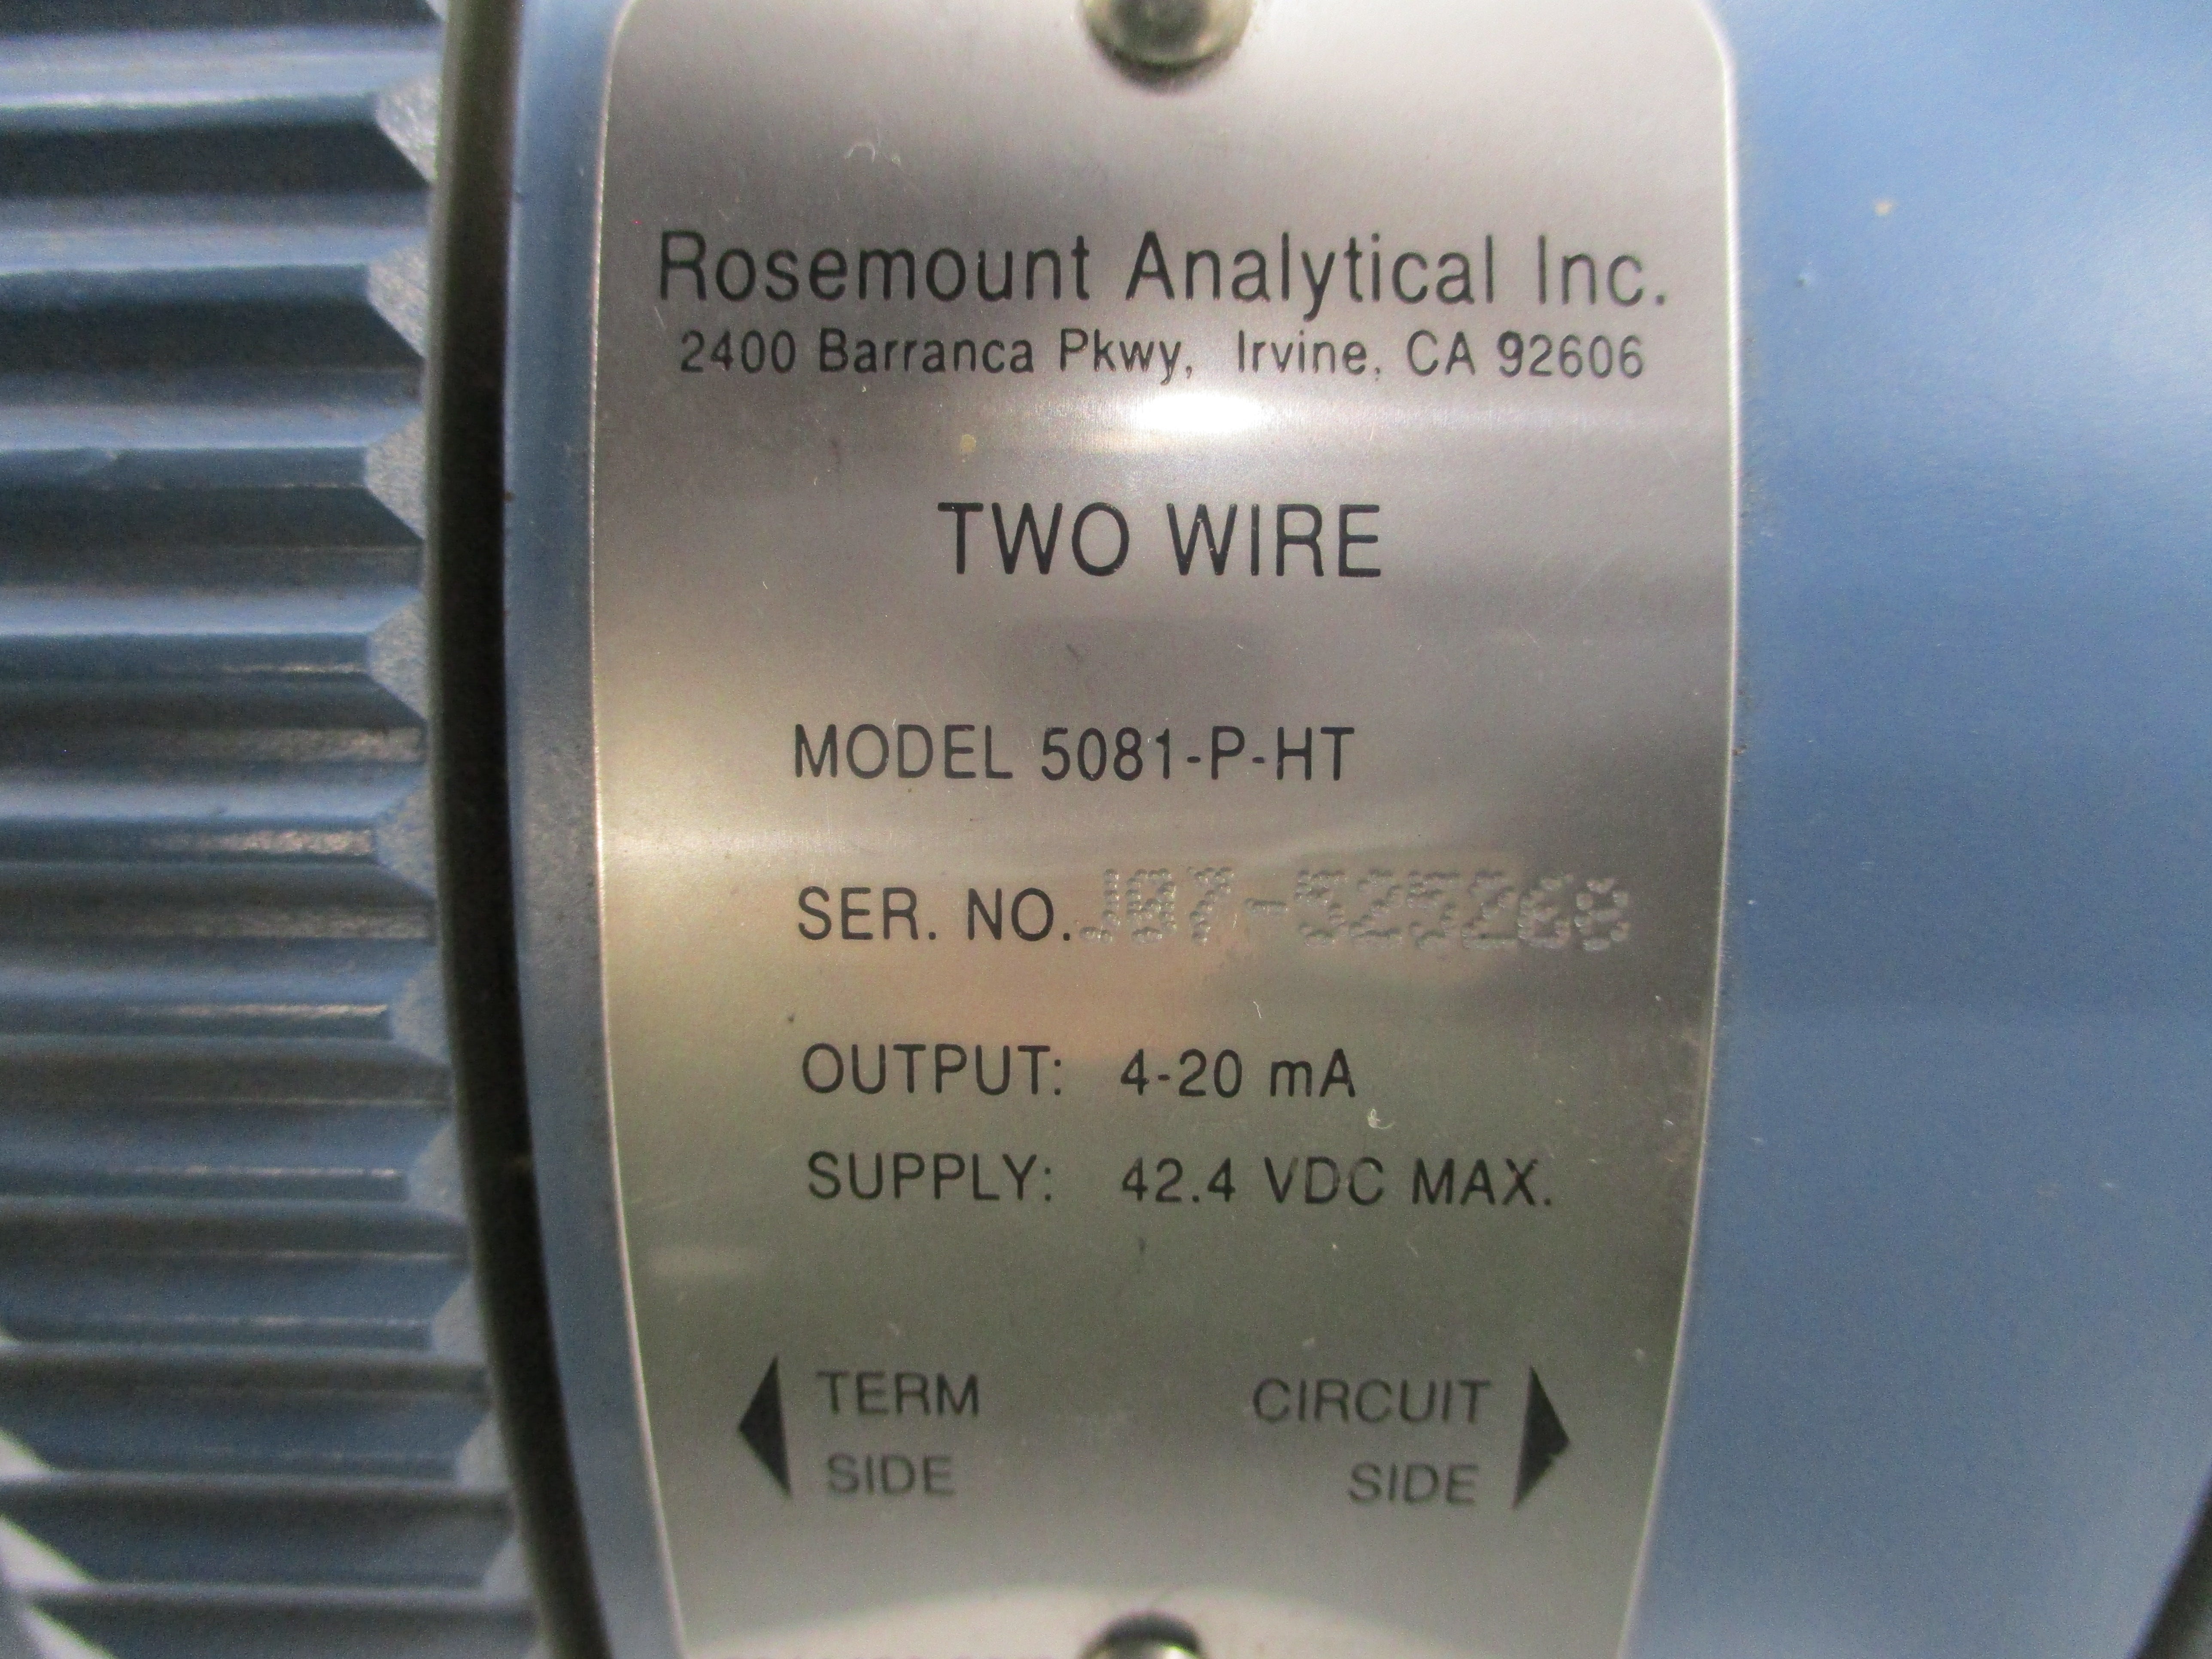 Rosemount Analytical Inc.
2400 Barranca Pkwy, Irvine, CA 92606
TWO WIRE
MODEL 5081-P-HT
SER. NO.
OUTPUT: 4-20 mA
SUPPLY: 42.4 VDC MAX.
TERM CIRCUIT
SIDE SIDE